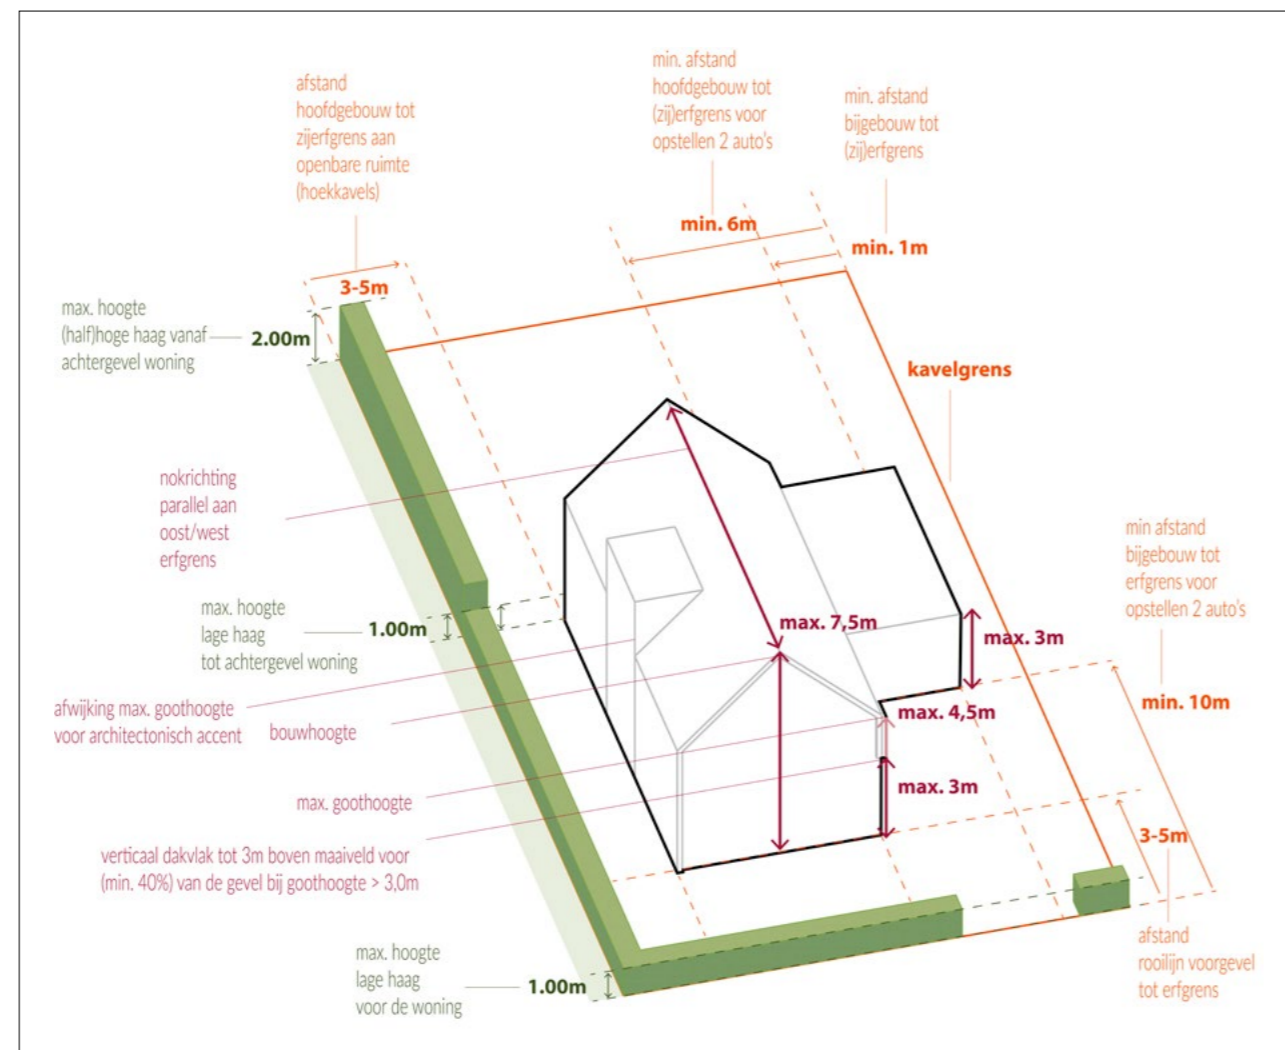 afstand
hoofdgebouw tot
zijerfgrens aan
openbare ruimte
(hoekkavels)
min. afstand
hoofdgebouw tot
(zij)erfgrens voor
opstellen 2 auto's
min. afstand
bijgebouw tot
(zij)erfgrens
min. 6m
min. 1m
3-5m
max. hoogte
(half)hoge haag vanaf
achtergevel woning
2.00m
kavelgrens
nokrichting
parallel aan
oost/west
erfgrens
min afstand
bijgebouw tot
erfgrens voor
opstellen 2 auto's
max. hoogte
lage haag
tot achtergevel woning
1.00m
max. 7,5m
max. 3m
min. 10m
afwijking max. goothoogte
voor architectonisch accent
bouwhoogte
max. 4,5m
max. goothoogte
max. 3m
3-5m
verticaal dakvlak tot 3m boven maaiveld voor
(min. 40%) van de gevel bij goothoogte > 3,0m
afstand
rooilijn voorgevel
tot erfgrens
max. hoogte
lage haag
voor de woning
1.00m